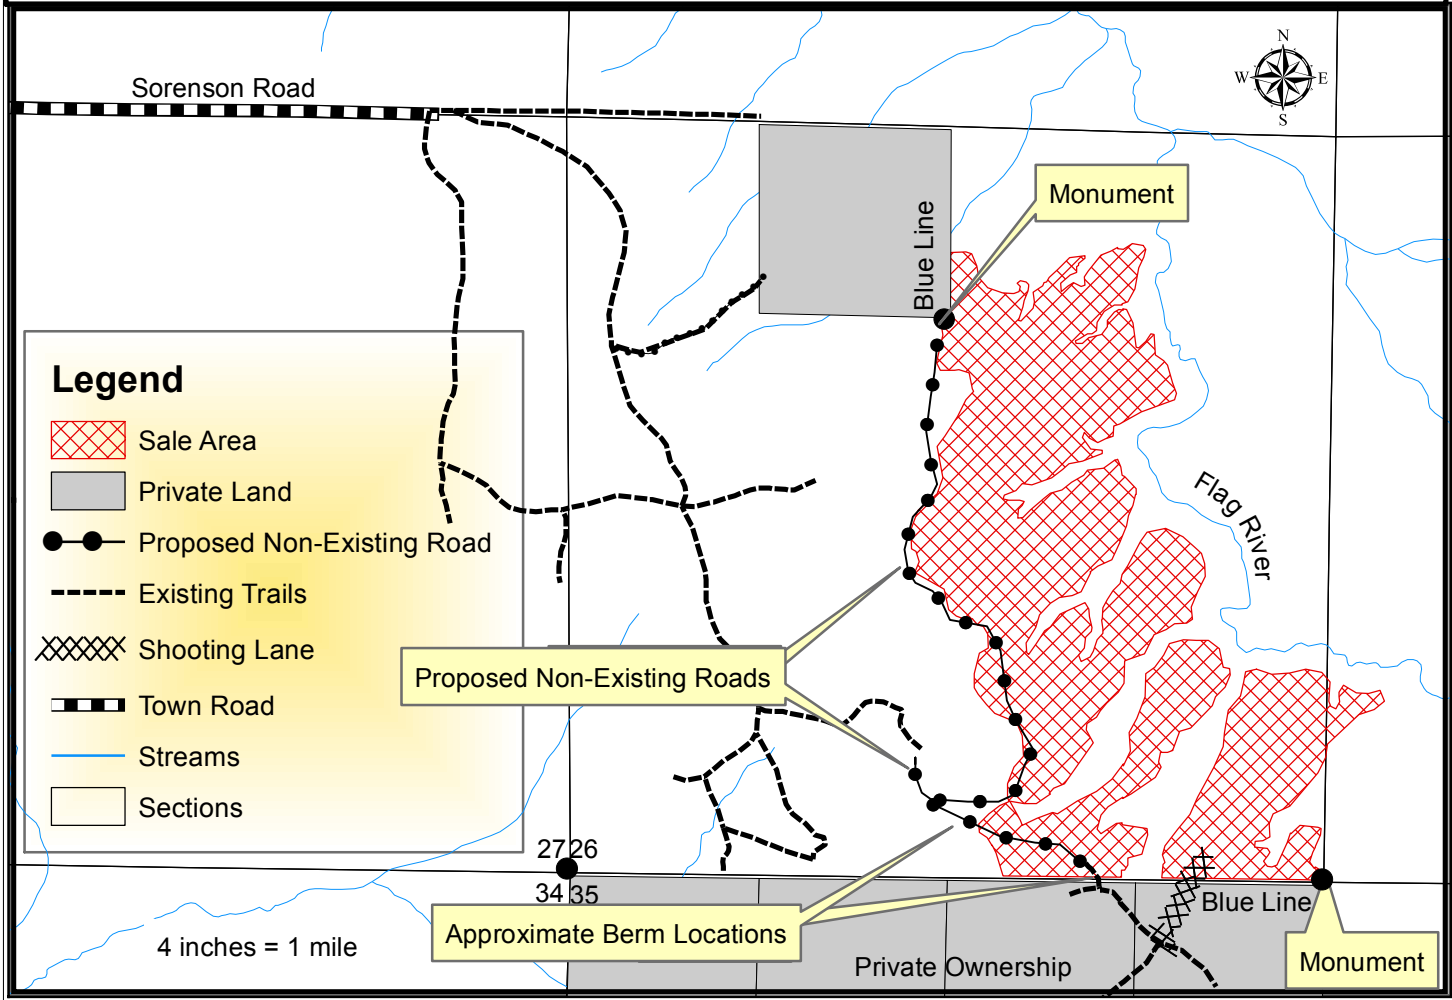 Sorenson Road
N
W E
S
Monument
Blue Line
Legend
Sale Area
Private Land
Proposed Non-Existing Road
Existing Trails
Shooting Lane
Town Road
Streams
Sections
Flag River
Proposed Non-Existing Roads
27 26
34 35
Blue Line
Approximate Berm Locations
4 inches = 1 mile
Private Ownership
Monument